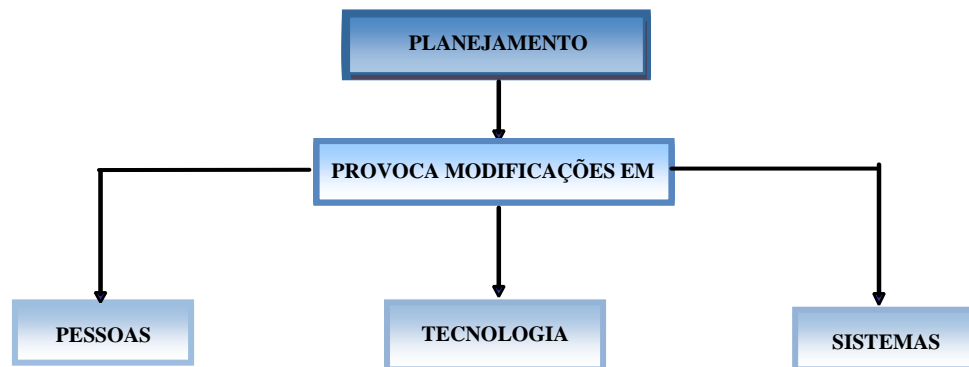 PLANEJAMENTO
PROVOCA MODIFICAÇÕES EM
PESSOAS
TECNOLOGIA
SISTEMAS